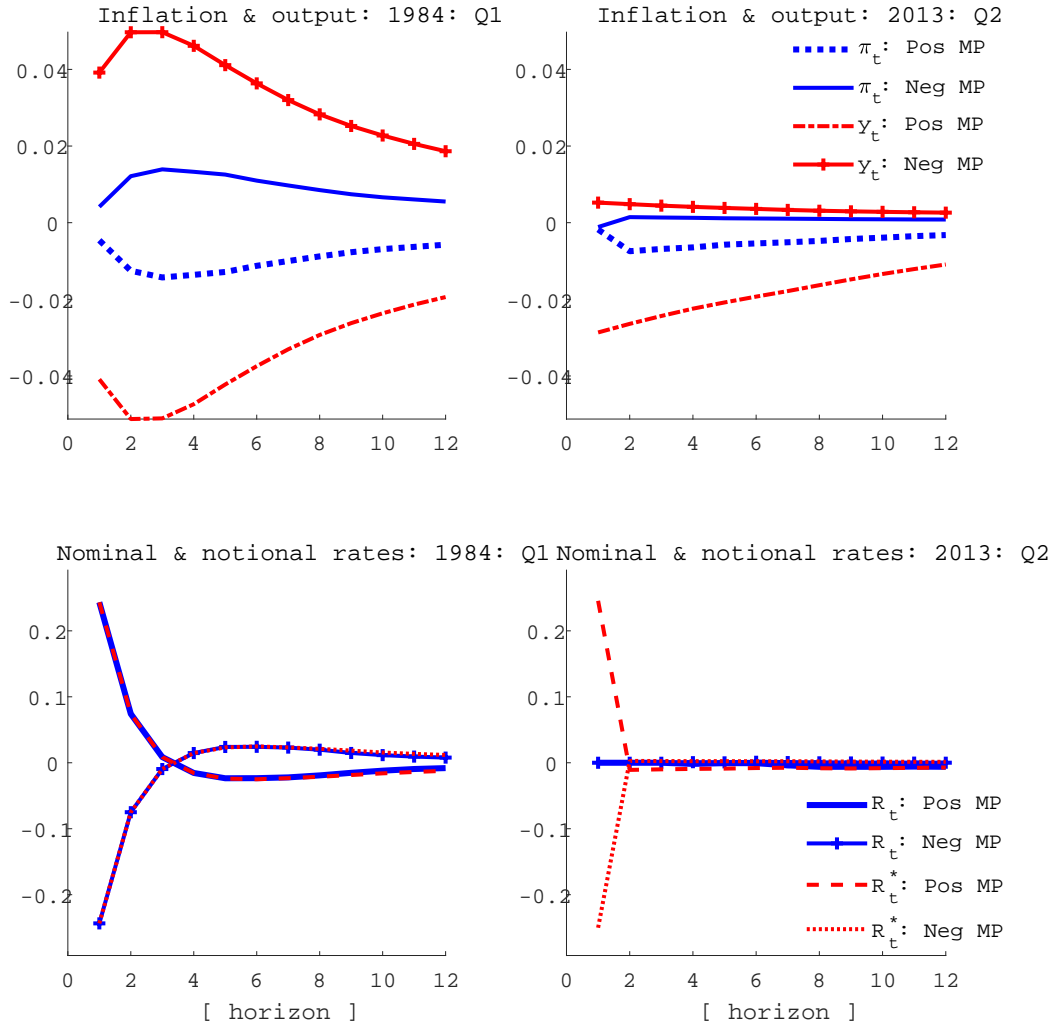 Inflation & output: 1984: Q1
0.04
0.02
0
-0.02
-0.04
0 2 4 6 8 10 12
Inflation & output: 2013: Q2
π_t: Pos MP
π_t: Neg MP
y_t: Pos MP
y_t: Neg MP
0.04
0.02
0
-0.02
-0.04
0 2 4 6 8 10 12
Nominal & notional rates: 1984: Q1
0.2
0.1
0
-0.1
-0.2
0 2 4 6 8 10 12
[ horizon ]
Nominal & notional rates: 2013: Q2
0.2
0.1
0
-0.1
-0.2
R_t: Pos MP
R_t: Neg MP
R_t^*: Pos MP
R_t^*: Neg MP
0 2 4 6 8 10 12
[ horizon ]